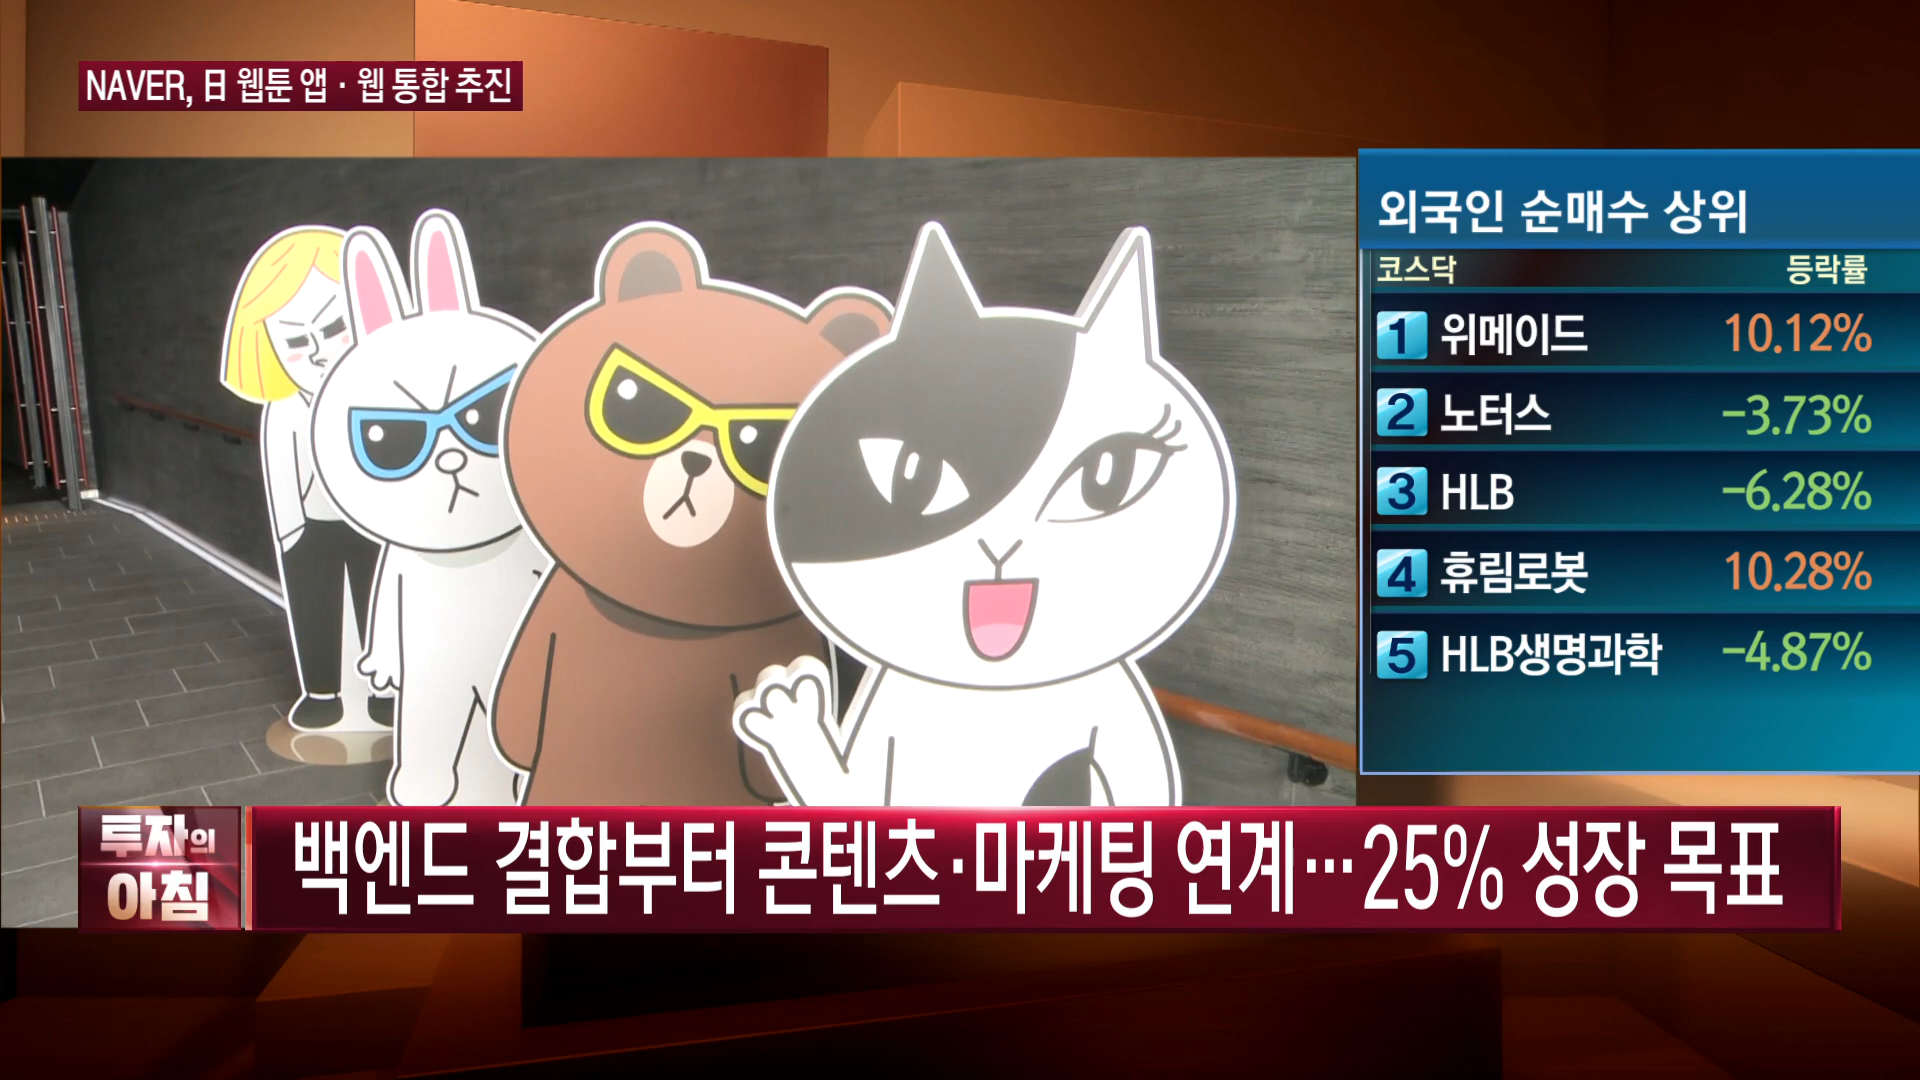 NAVER, 日 웹툰 앱·웹 통합 추진
외국인 순매수 상위
코스닥 등락률
1 위메이드 10.12%
2 노터스 -3.73%
3 HLB -6.28%
4 휴림로봇 10.28%
5 HLB생명과학 -4.87%
투자의
아침
백엔드 결합부터 콘텐츠·마케팅 연계…25% 성장 목표